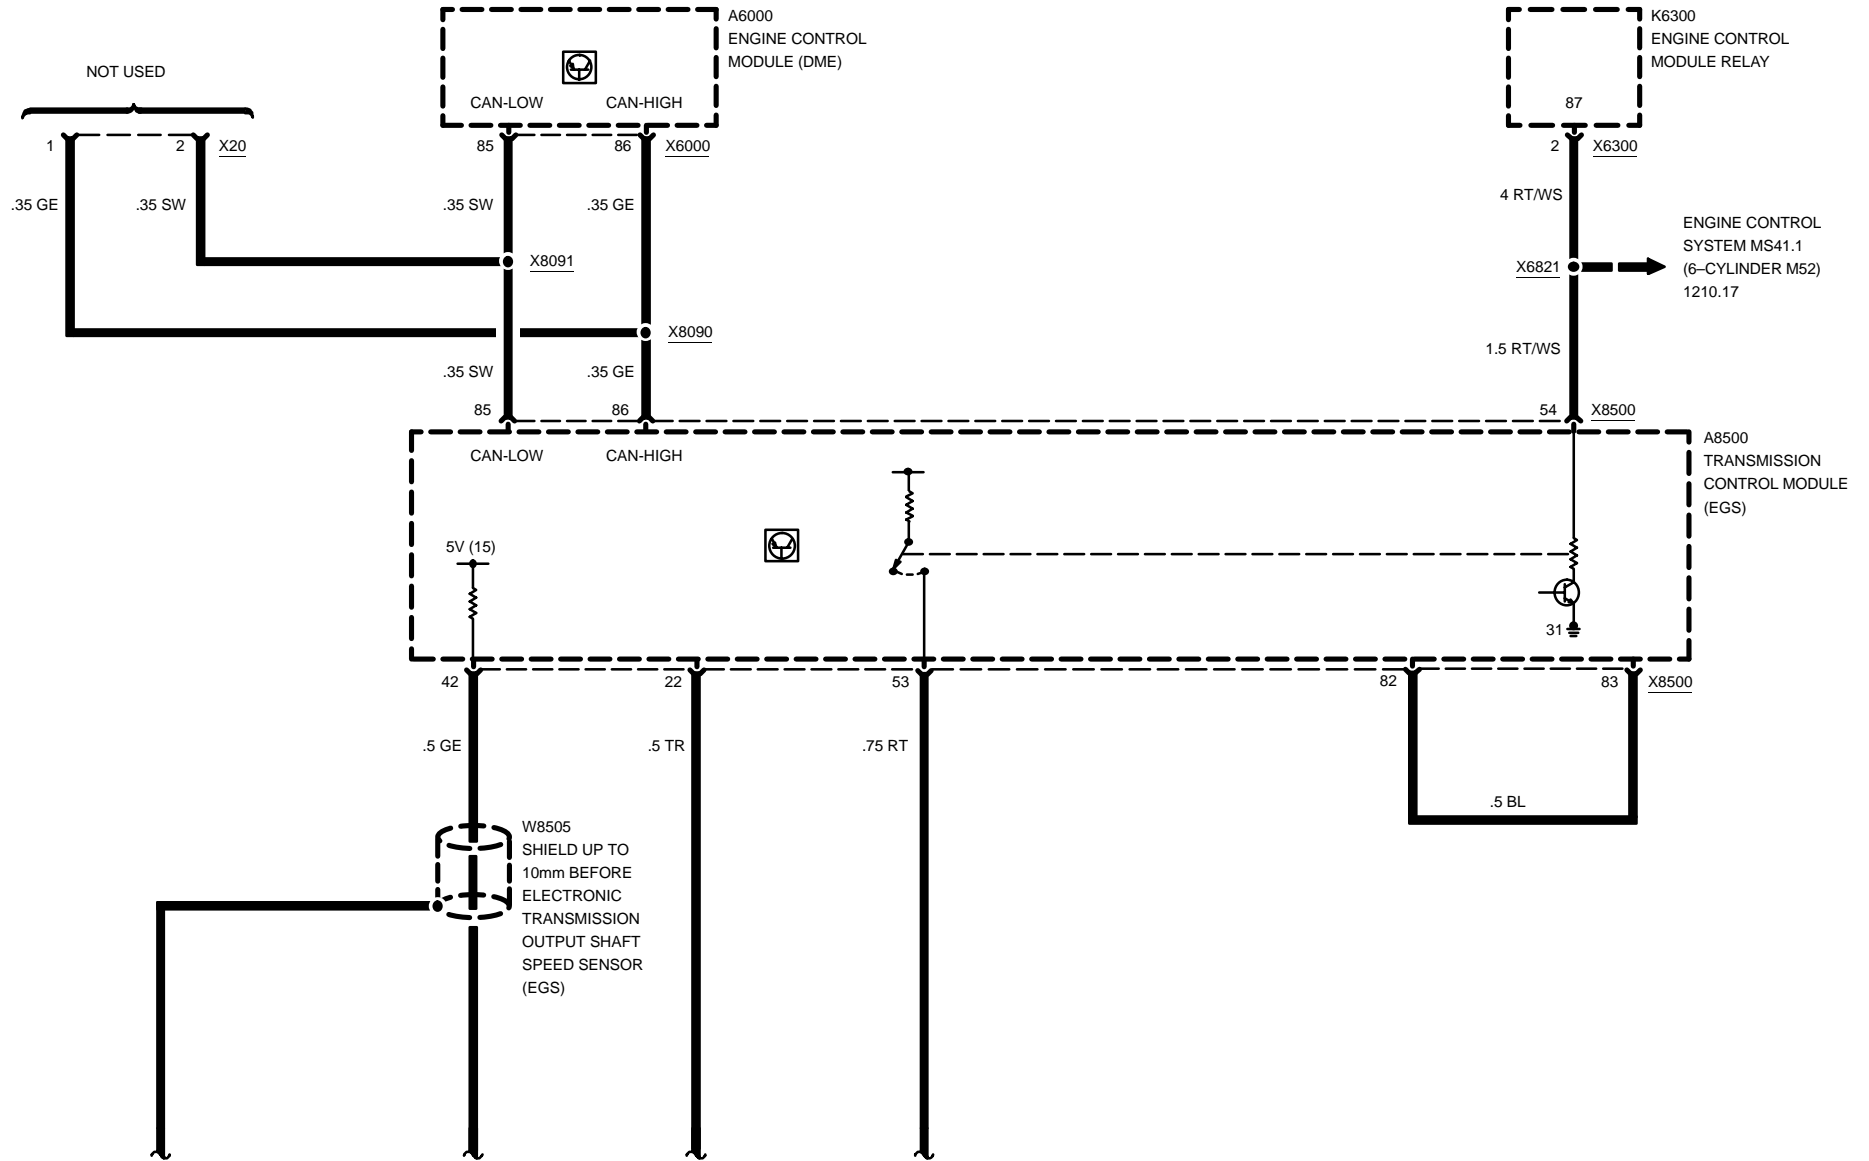 A6000
ENGINE CONTROL
MODULE (DME)
K6300
ENGINE CONTROL
MODULE RELAY
NOT USED
CAN-LOW CAN-HIGH
87
1 2 X20
85 86 X6000
2 X6300
.35 GE .35 SW .35 SW .35 GE
4 RT/WS
ENGINE CONTROL
SYSTEM MS41.1
(6–CYLINDER M52)
1210.17
X8091
X6821
X8090
1.5 RT/WS
.35 SW .35 GE
85 86 54 X8500
A8500
TRANSMISSION
CONTROL MODULE
(EGS)
CAN-LOW CAN-HIGH
5V (15)
31
42 22 53 82 83 X8500
.5 GE .5 TR .75 RT
.5 BL
W8505
SHIELD UP TO
10mm BEFORE
ELECTRONIC
TRANSMISSION
OUTPUT SHAFT
SPEED SENSOR
(EGS)